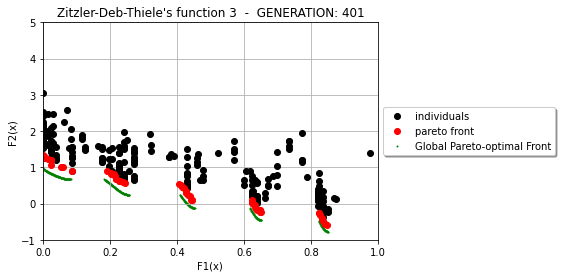 Zitzler-Deb-Thiele's function 3 - GENERATION: 401
5
4
3
2
1
0
−1
F2(x)
0.0 0.2 0.4 0.6 0.8 1.0
F1(x)
individuals
pareto front
Global Pareto-optimal Front